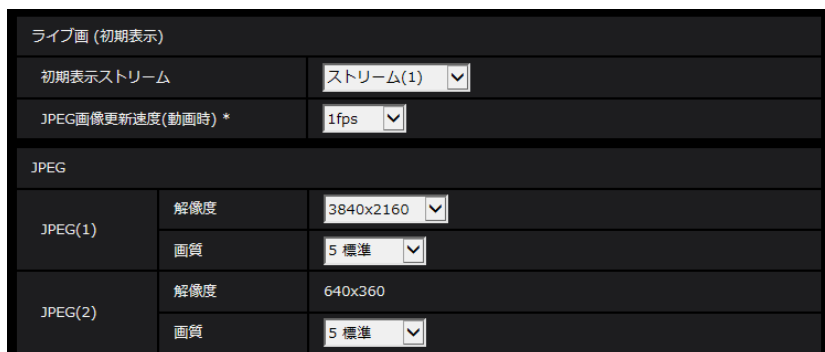 ライブ画 (初期表示)
初期表示ストリーム ストリーム(1)
JPEG画像更新速度(動画時) * 1fps
JPEG
JPEG(1)
解像度 3840x2160
画質 5 標準
JPEG(2)
解像度 640x360
画質 5 標準